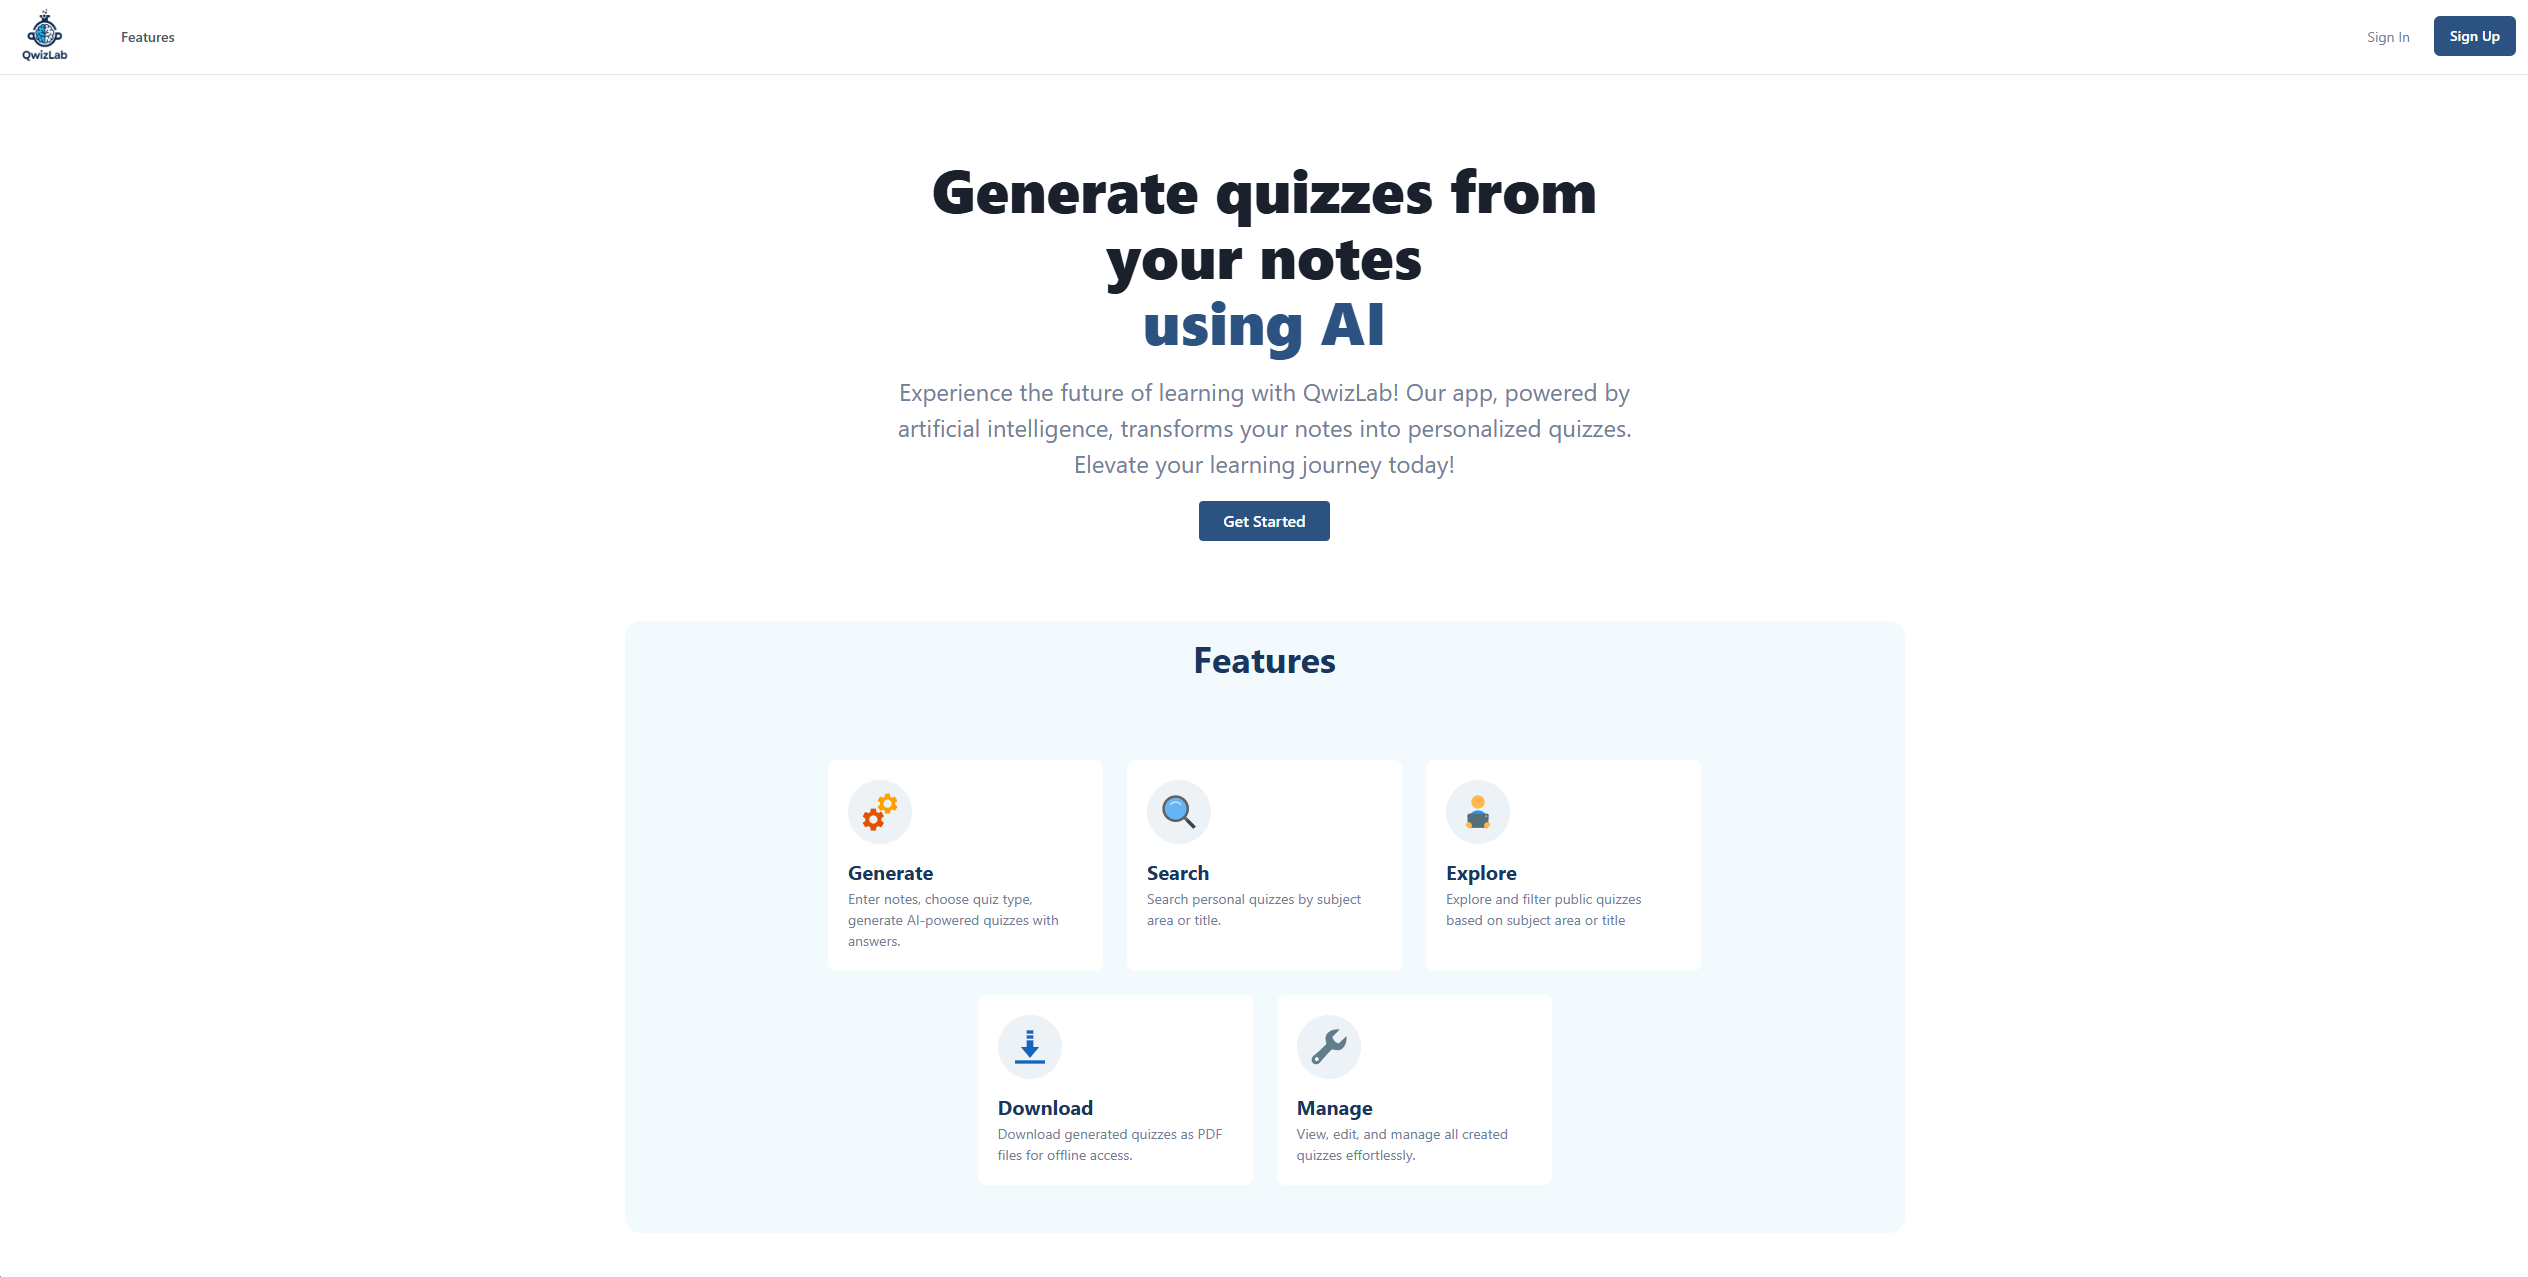 QwizLab
Features
Sign In
Sign Up
Generate quizzes from
your notes
using AI
Experience the future of learning with QwizLab! Our app, powered by
artificial intelligence, transforms your notes into personalized quizzes.
Elevate your learning journey today!
Get Started
Features
Generate
Enter notes, choose quiz type,
generate AI-powered quizzes with
answers.
Search
Search personal quizzes by subject
area or title.
Explore
Explore and filter public quizzes
based on subject area or title
Download
Download generated quizzes as PDF
files for offline access.
Manage
View, edit, and manage all created
quizzes effortlessly.